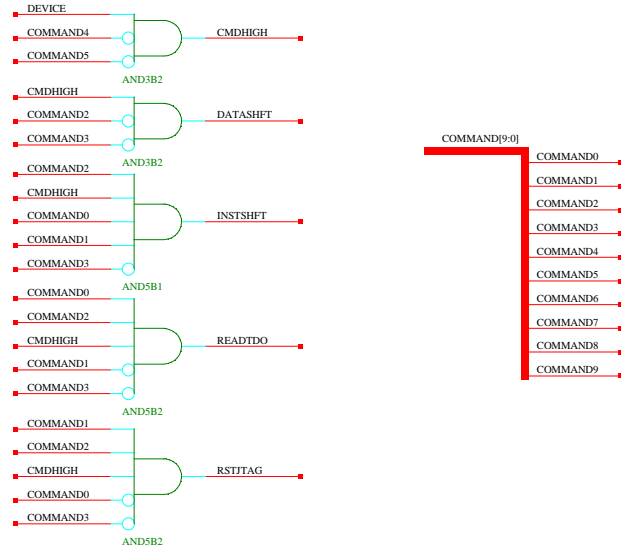 DEVICE
COMMAND4
CMDHIGH
COMMAND5
AND3B2
CMDHIGH
COMMAND2
DATASHFT
COMMAND3
AND3B2
COMMAND2
CMDHIGH
COMMAND0
INSTSHFT
COMMAND1
COMMAND3
AND5B1
COMMAND0
COMMAND2
CMDHIGH
READTDO
COMMAND1
COMMAND3
AND5B2
COMMAND1
COMMAND2
CMDHIGH
RSTJTAG
COMMAND0
COMMAND3
AND5B2
COMMAND[9:0]
COMMAND0
COMMAND1
COMMAND2
COMMAND3
COMMAND4
COMMAND5
COMMAND6
COMMAND7
COMMAND8
COMMAND9